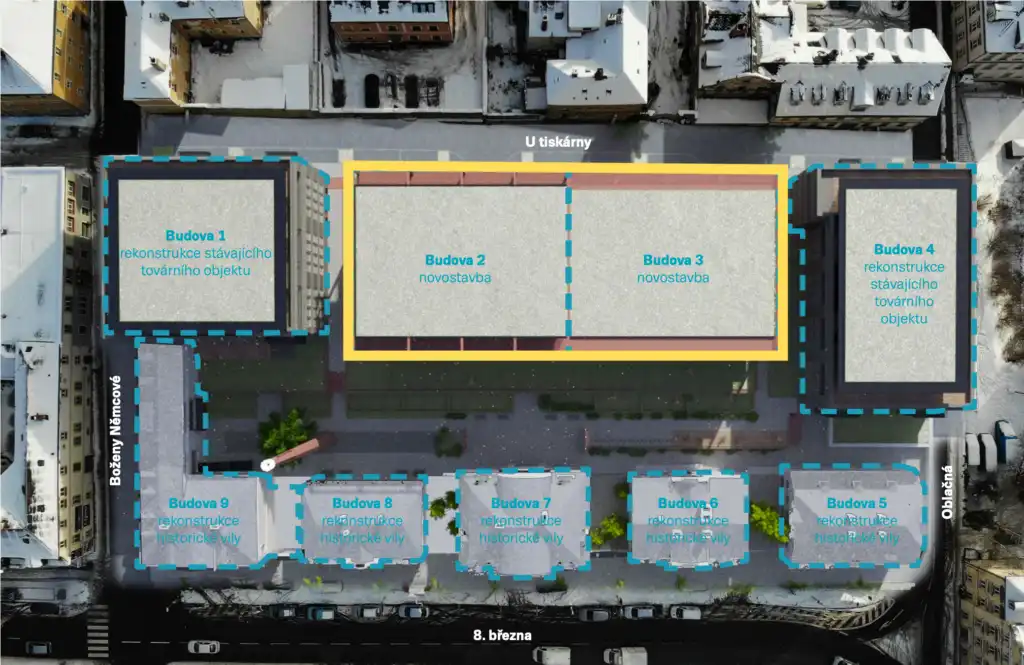 U tiskárny
Budova 1
rekonstrukce stávajícího
továrního objektu
Budova 2
novostavba
Budova 3
novostavba
Budova 4
rekonstrukce
stávajícího
továrního
objektu
Boženy Němcové
Oblačná
Budova 9
rekonstrukce
historické vily
Budova 8
rekonstrukce
historické vily
Budova 7
rekonstrukce
historické vily
Budova 6
rekonstrukce
historické vily
Budova 5
rekonstrukce
historické vily
8. března